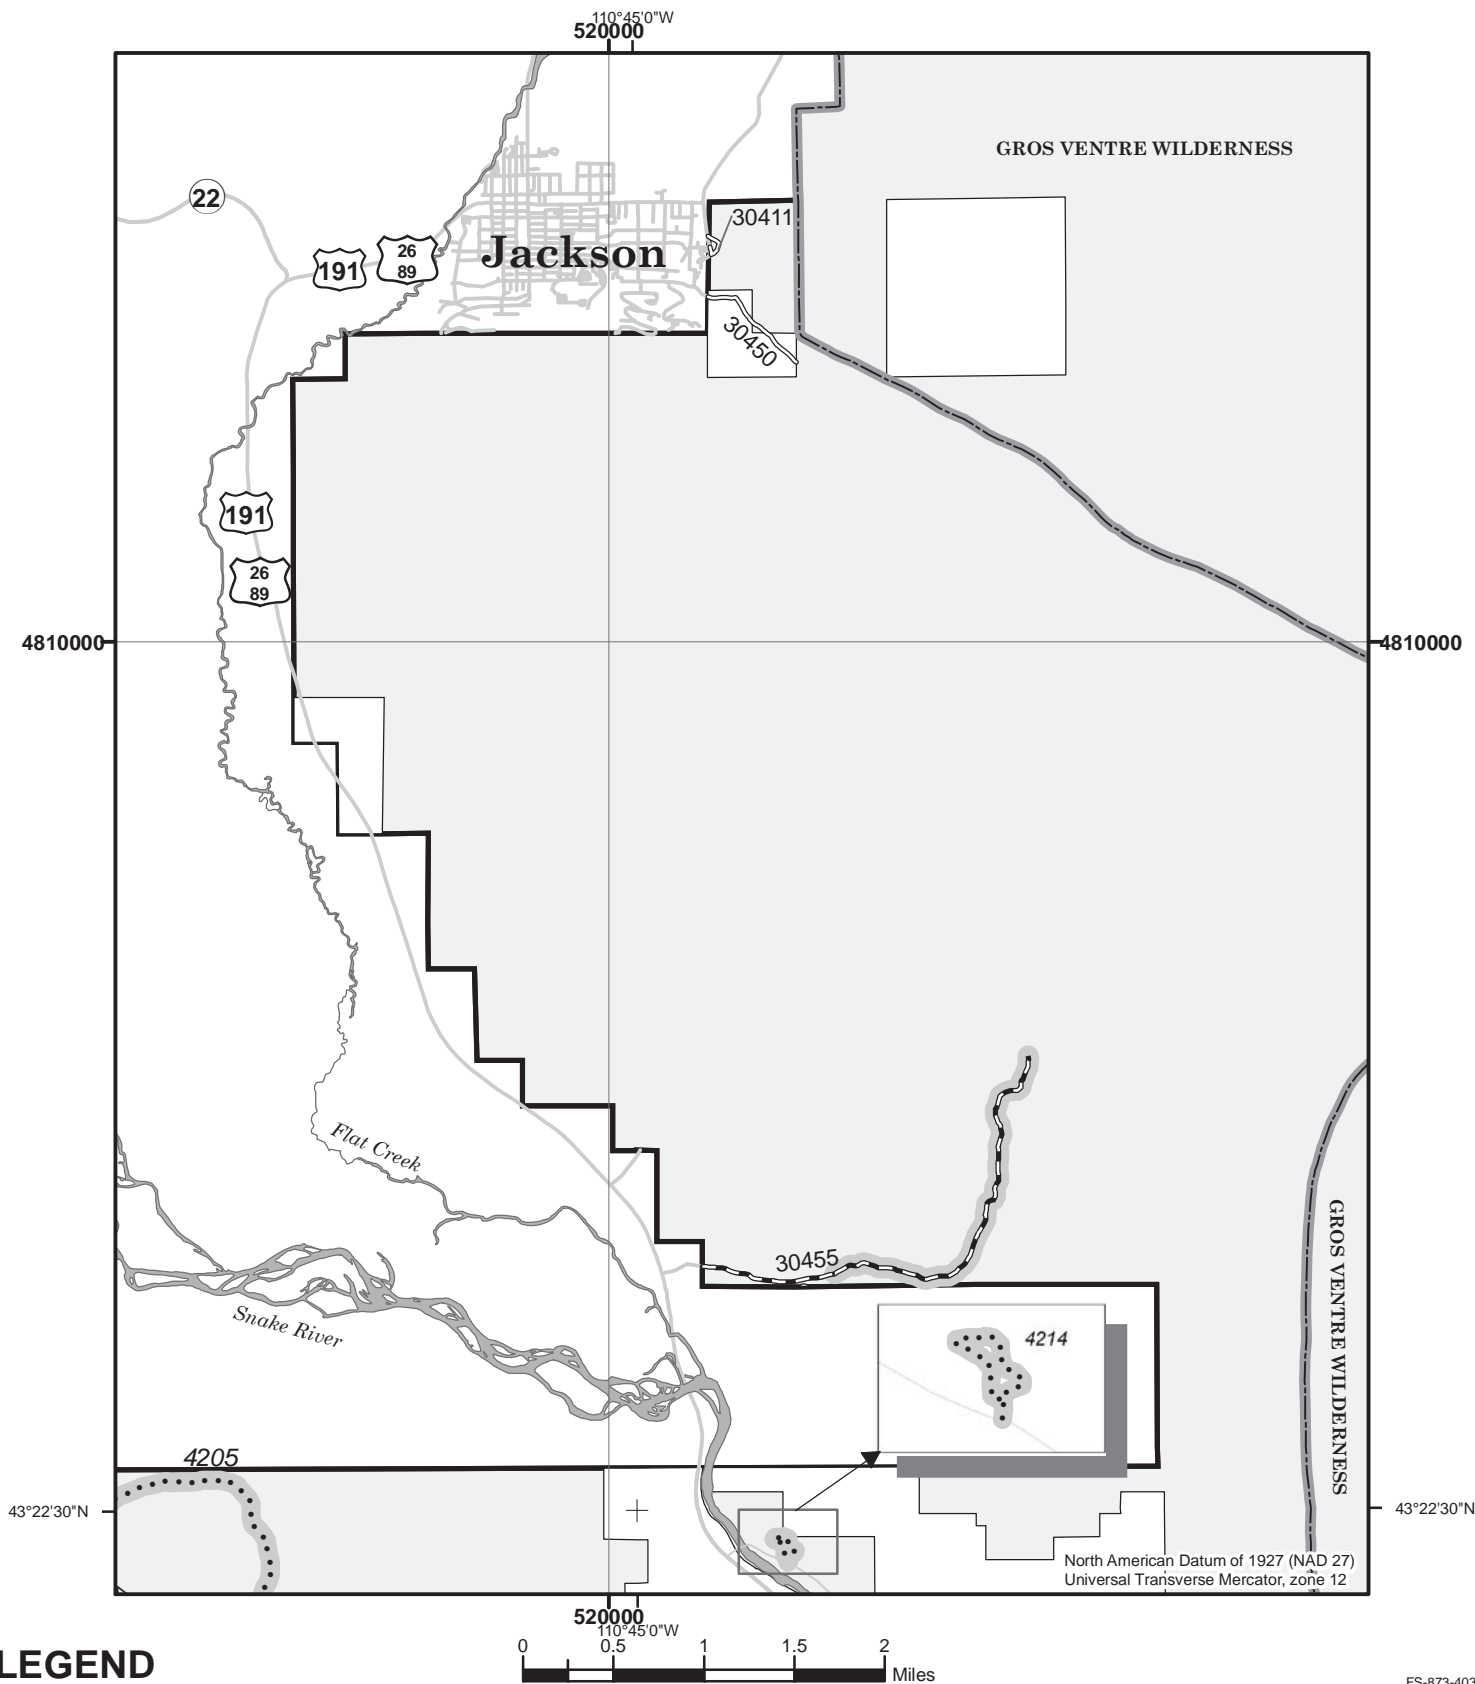 110°45'0"W
520000
GROS VENTRE WILDERNESS
22
30411
26
89
191
Jackson
30450
191
26
89
4810000
4810000
Flat Creek
GROS VENTRE WILDERNESS
30455
Snake River
4214
4205
43°22'30"N
43°22'30"N
North American Datum of 1927 (NAD 27)
Universal Transverse Mercator, zone 12
520000
110°45'0"W
0 0.5 1 1.5 2
Miles
LEGEND
FS-873-403